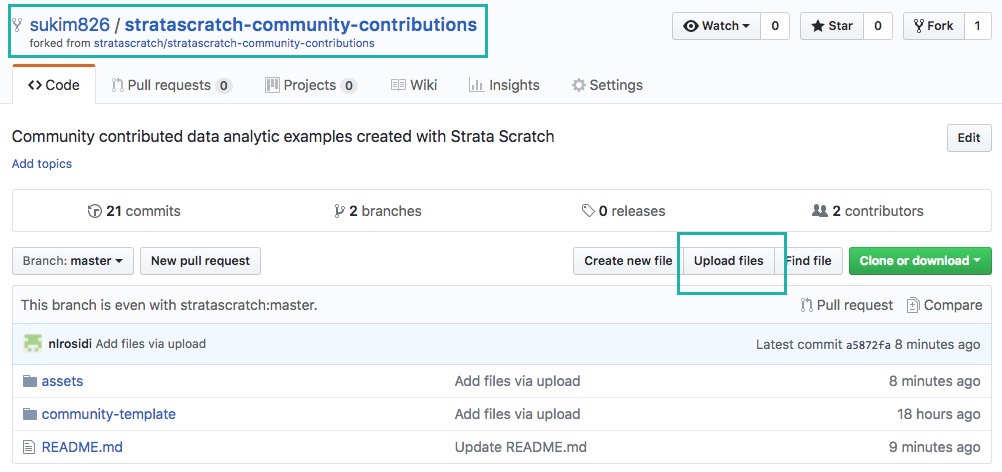 sukim826 / stratascratch-community-contributions
Watch 0 Star 0 Fork 1
forked from stratascratch/stratascratch-community-contributions
Code Pull requests 0 Projects 0 Wiki Insights Settings
Community contributed data analytic examples created with Strata Scratch
Edit
Add topics
21 commits 2 branches 0 releases 2 contributors
Branch: master New pull request Create new file Upload files Find file Clone or download
This branch is even with stratascratch:master. Pull request Compare
nlrosidi Add files via upload Latest commit a5872fa 8 minutes ago
assets Add files via upload 8 minutes ago
community-template Add files via upload 18 hours ago
README.md Update README.md 9 minutes ago